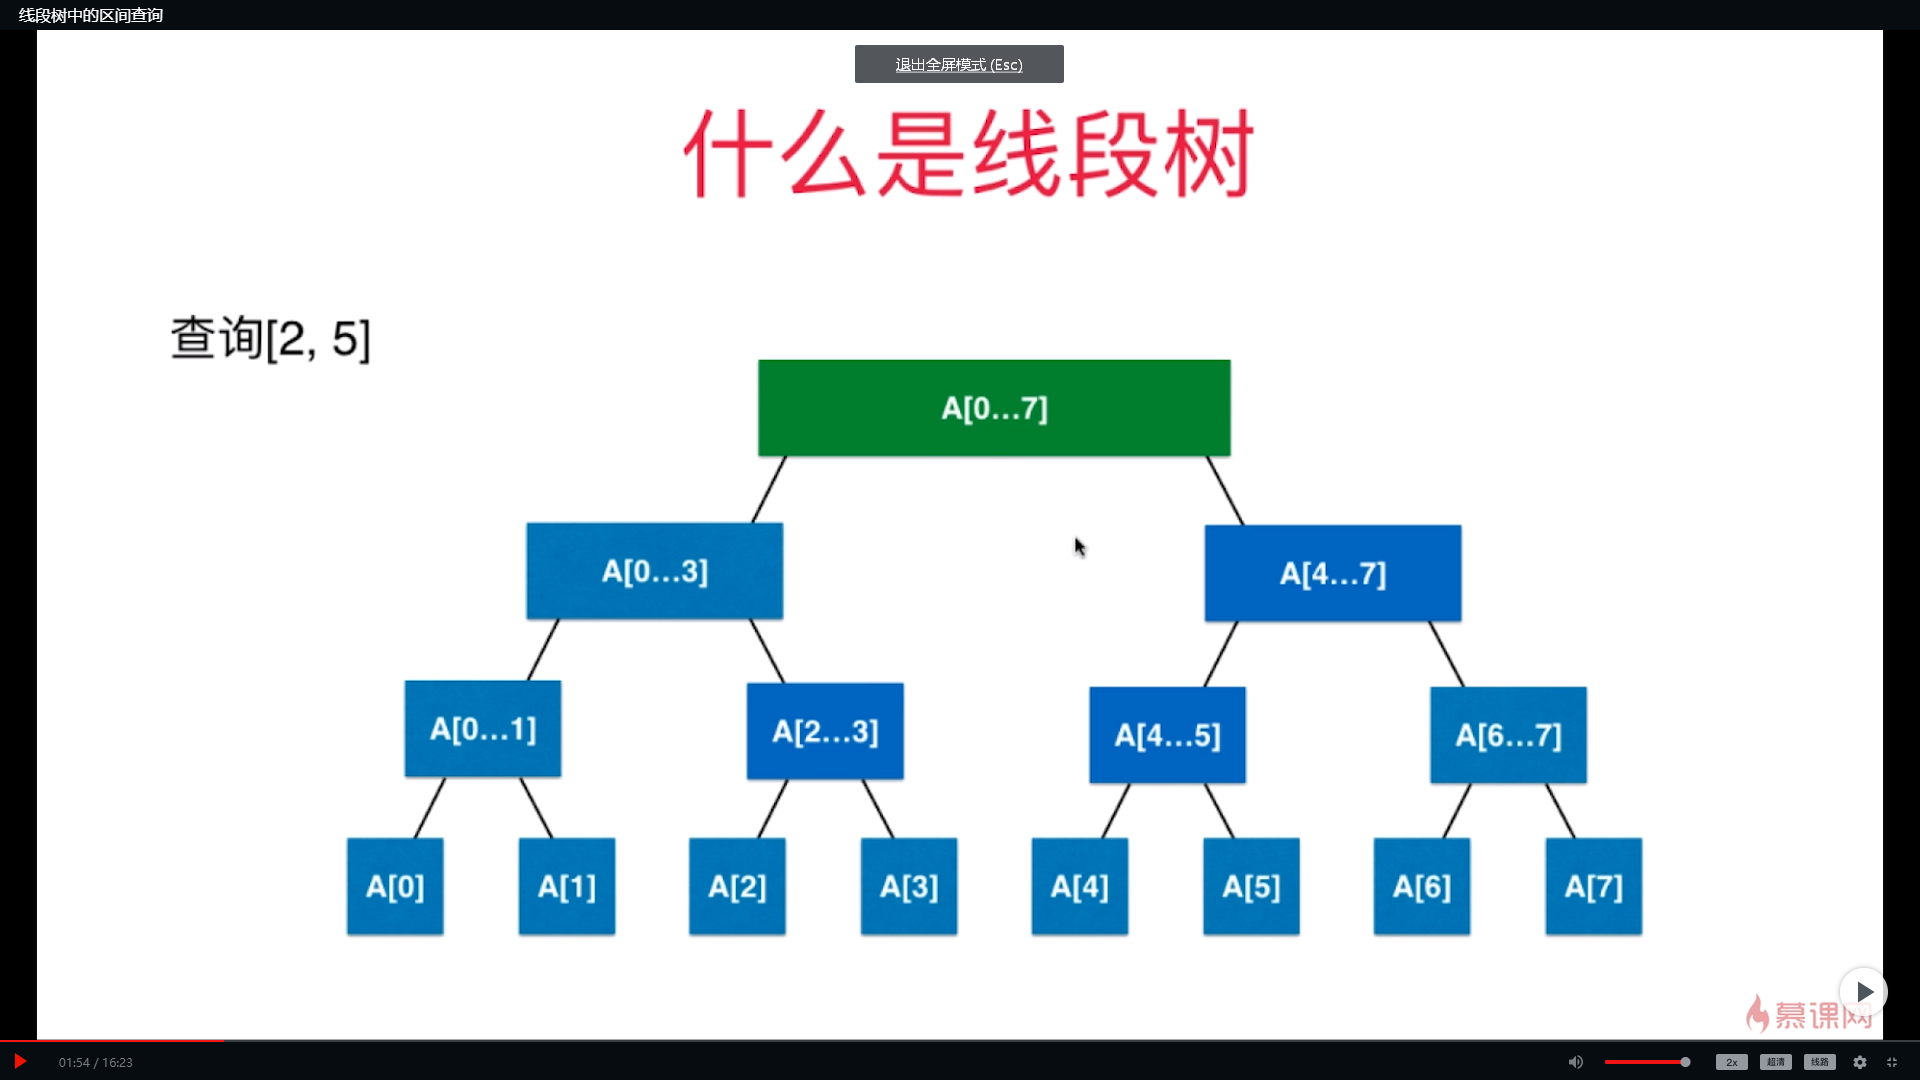 线段树中的区间查询
退出全屏模式 (Esc)
什么是线段树
查询[2, 5]
A[0...7]
A[0...3]
A[4...7]
A[0...1]
A[2...3]
A[4...5]
A[6...7]
A[0]
A[1]
A[2]
A[3]
A[4]
A[5]
A[6]
A[7]
慕课网
01:54 / 16:23
2x
超清
线路